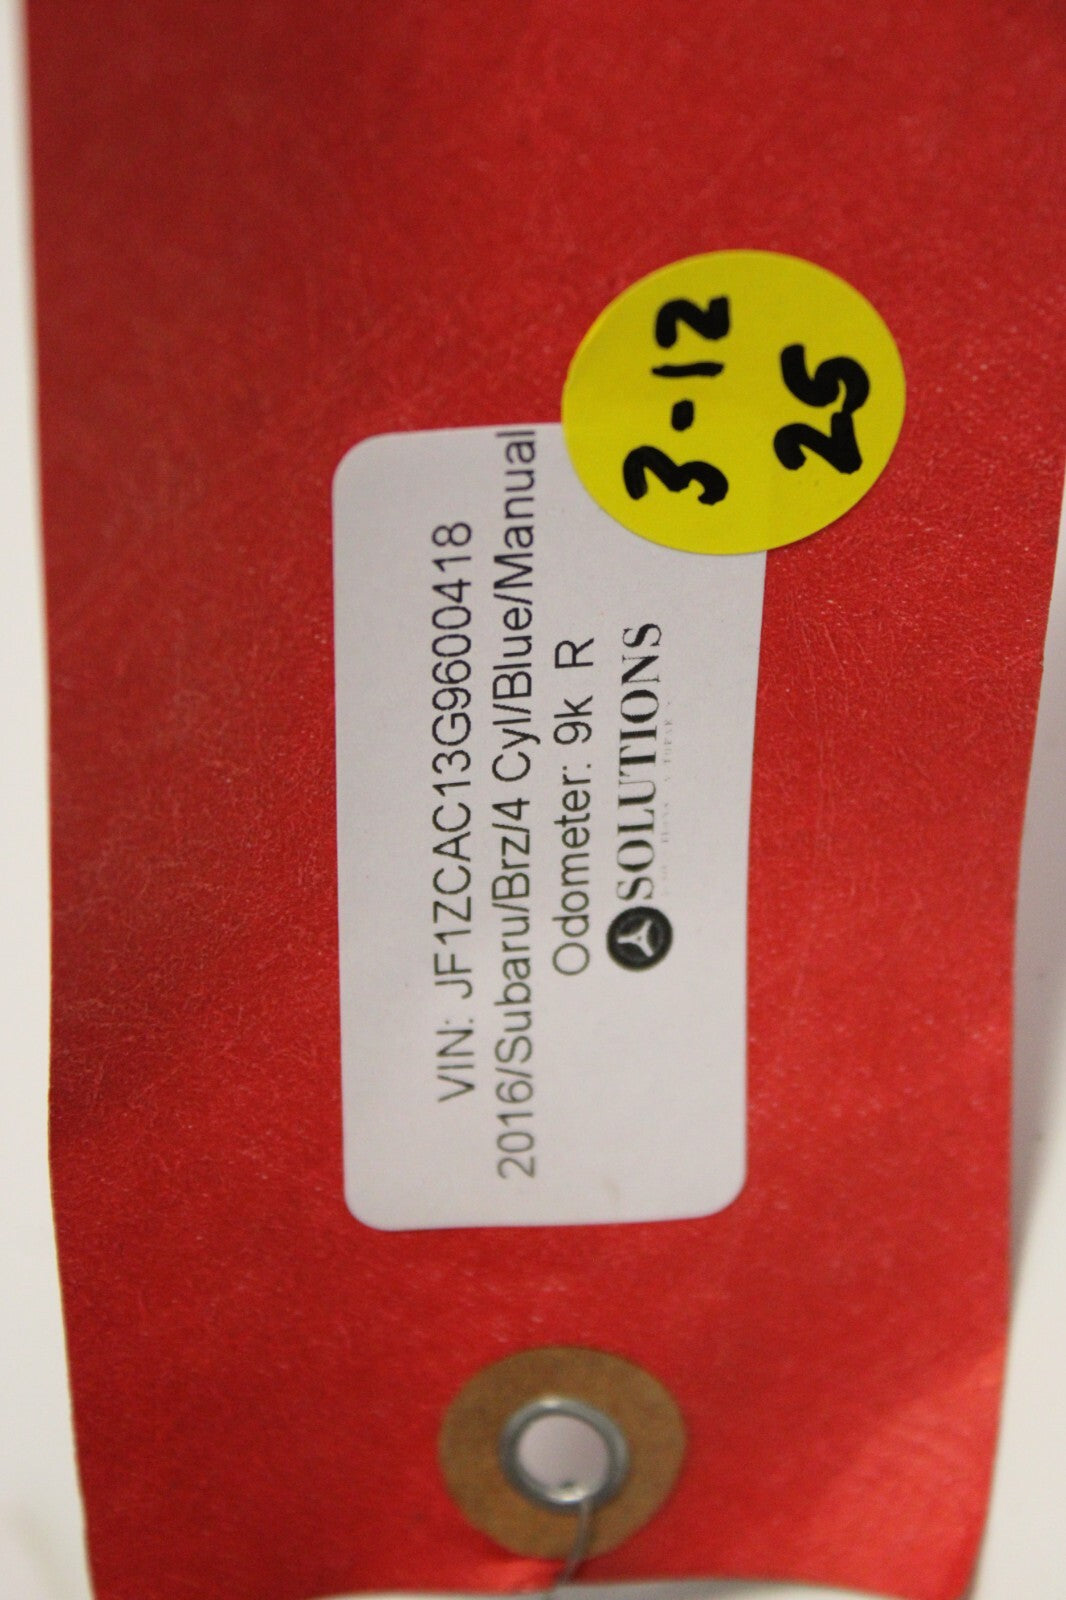 VIN: JF1ZCAC13G9600418
2016/Subaru/Brz/4 Cyl/Blue/Manual
Odometer: 9k R
SOLUTIONS
3-12
25